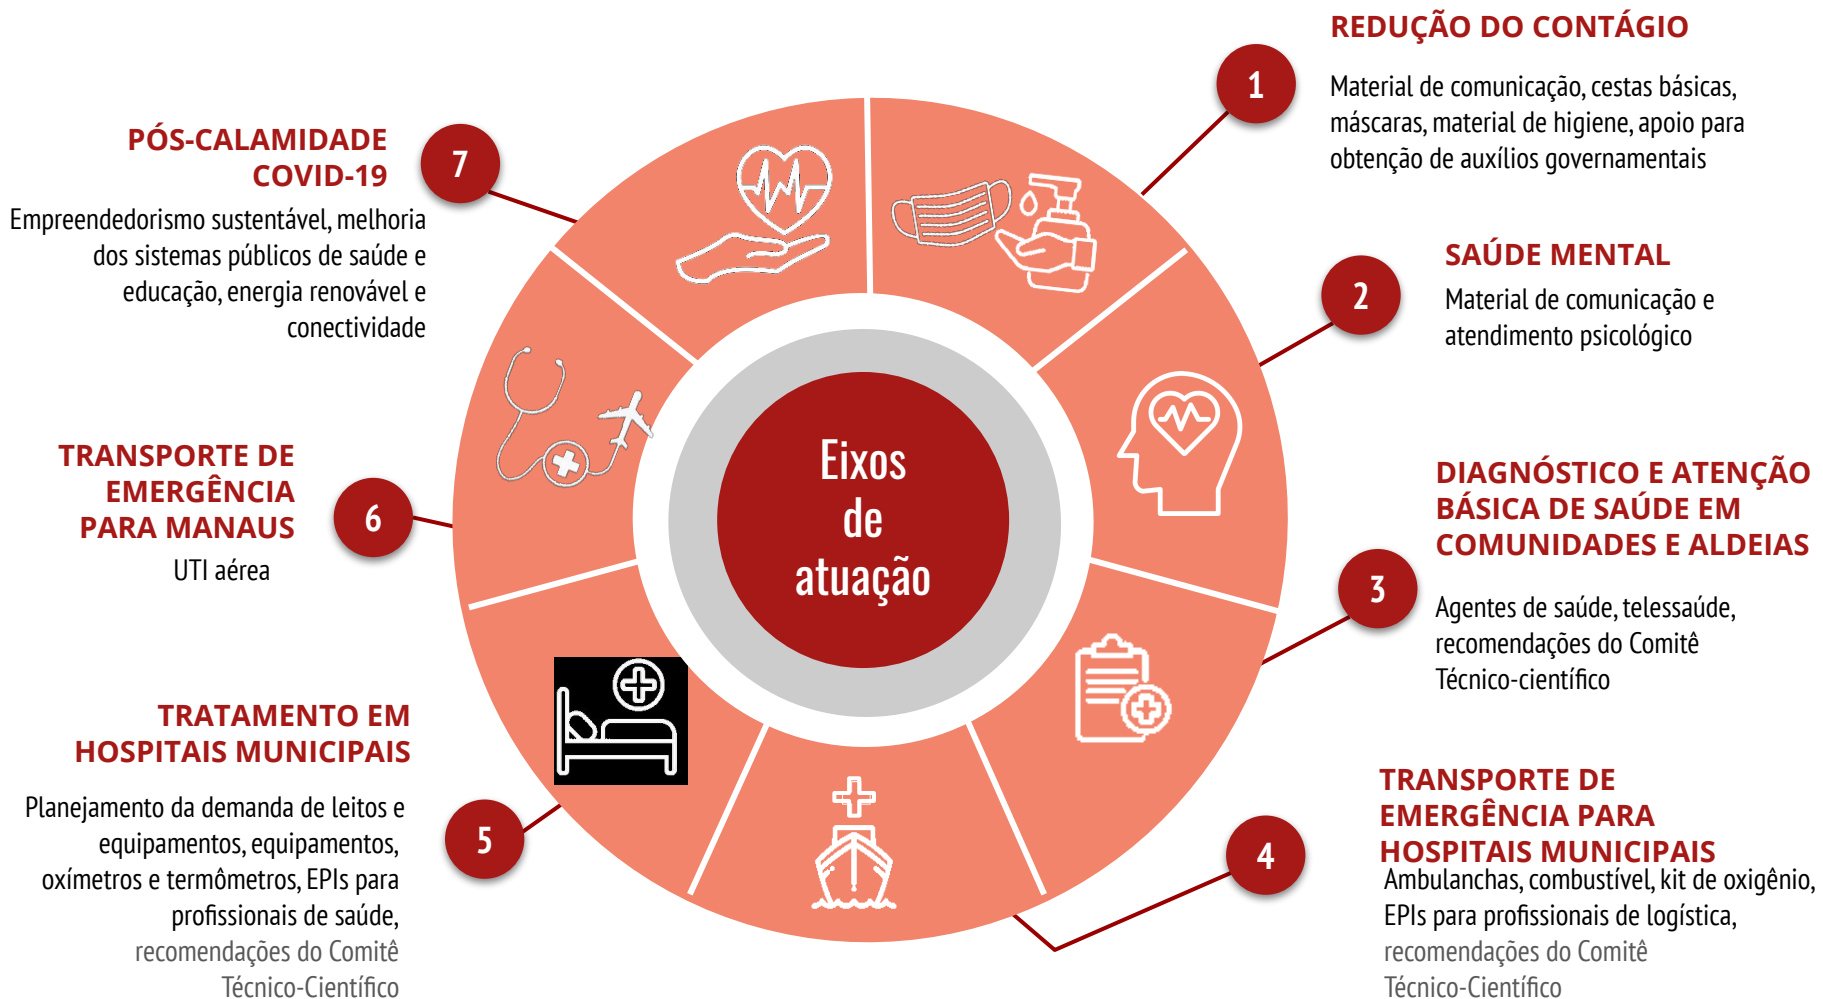 1
REDUÇÃO DO CONTÁGIO
Material de comunicação, cestas básicas,
máscaras, material de higiene, apoio para
obtenção de auxílios governamentais
2
SAÚDE MENTAL
Material de comunicação e
atendimento psicológico
3
DIAGNÓSTICO E ATENÇÃO
BÁSICA DE SAÚDE EM
COMUNIDADES E ALDEIAS
Agentes de saúde, telessaúde,
recomendações do Comitê
Técnico-científico
4
TRANSPORTE DE
EMERGÊNCIA PARA
HOSPITAIS MUNICIPAIS
Ambulanchas, combustível, kit de oxigênio,
EPIs para profissionais de logística,
recomendações do Comitê
Técnico-Científico
5
TRATAMENTO EM
HOSPITAIS MUNICIPAIS
Planejamento da demanda de leitos e
equipamentos, equipamentos,
oxímetros e termômetros, EPIs para
profissionais de saúde,
recomendações do Comitê
Técnico-Científico
6
TRANSPORTE DE
EMERGÊNCIA
PARA MANAUS
UTI aérea
7
PÓS-CALAMIDADE
COVID-19
Empreendedorismo sustentável, melhoria
dos sistemas públicos de saúde e
educação, energia renovável e
conectividade
Eixos
de
atuação